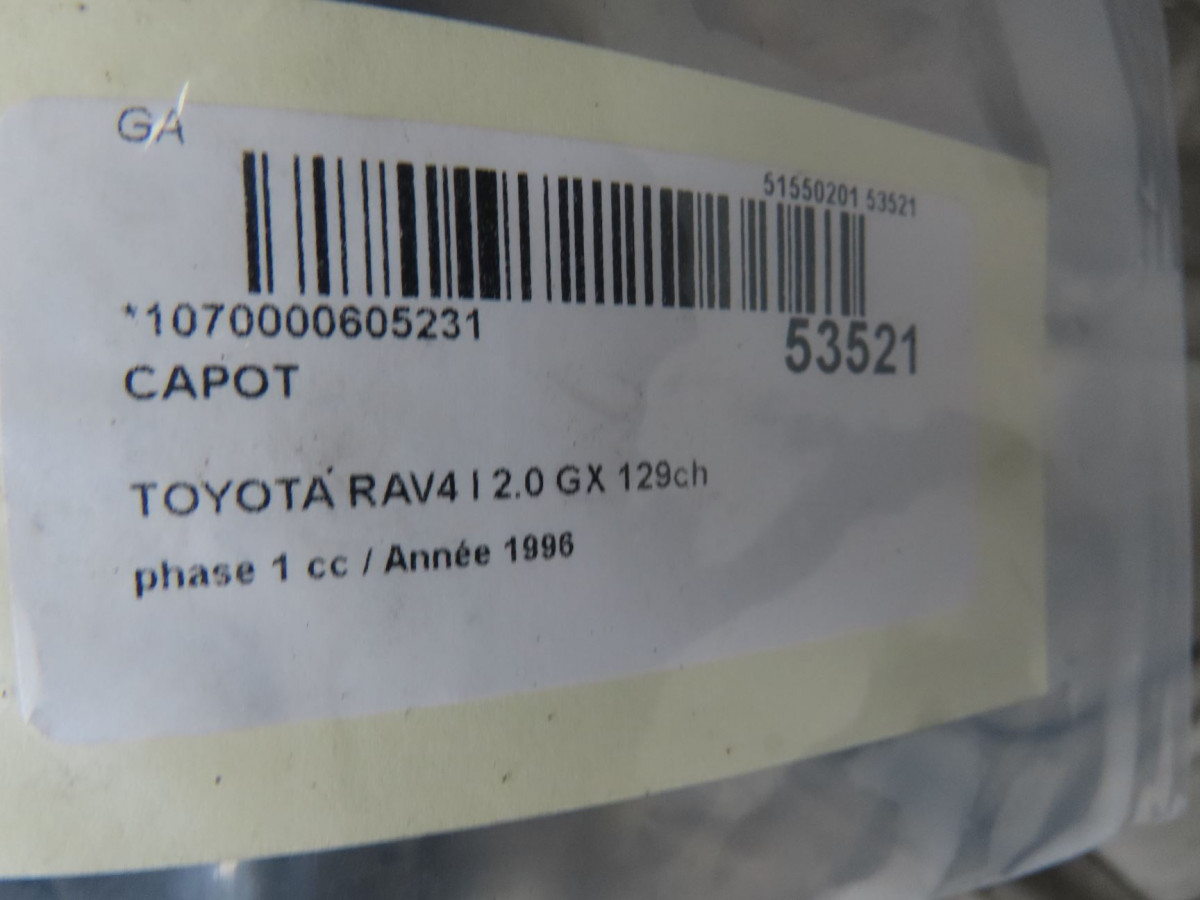 GA
51550201 53521
*1070000605231
53521
CAPOT
TOYOTA RAV4 I 2.0 GX 129ch
phase 1 cc / Année 1996